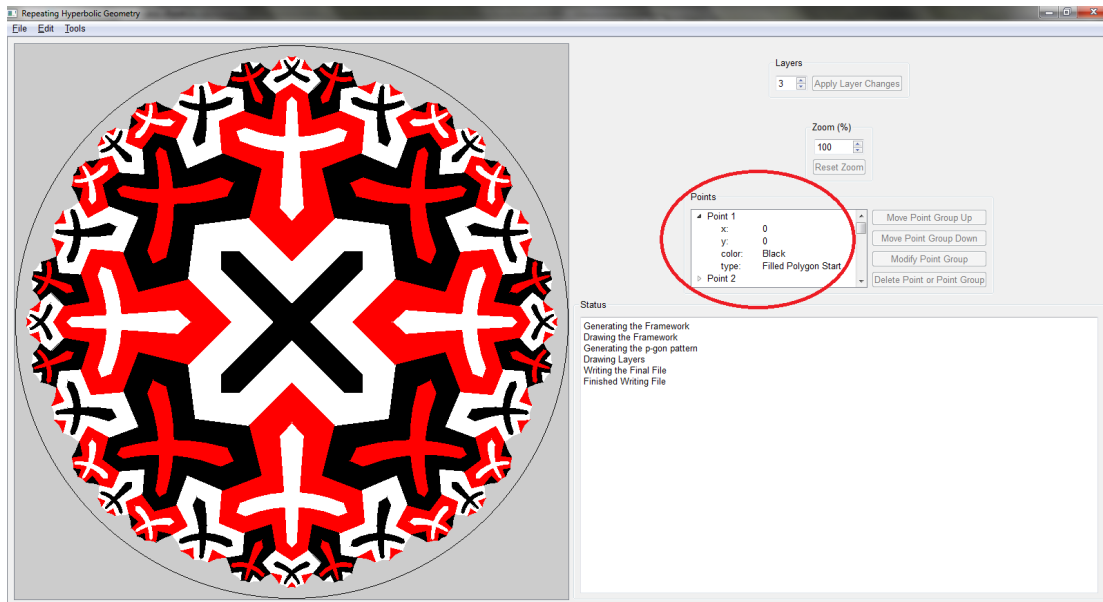 Repeating Hyperbolic Geometry
File Edit Tools
Layers
3 Apply Layer Changes
Zoom (%)
100
Reset Zoom
Points
Point 1
x: 0
y: 0
color: Black
type: Filled Polygon Start
Point 2
Move Point Group Up
Move Point Group Down
Modify Point Group
Delete Point or Point Group
Status
Generating the Framework
Drawing the Framework
Generating the p-gon pattern
Drawing Layers
Writing the Final File
Finished Writing File